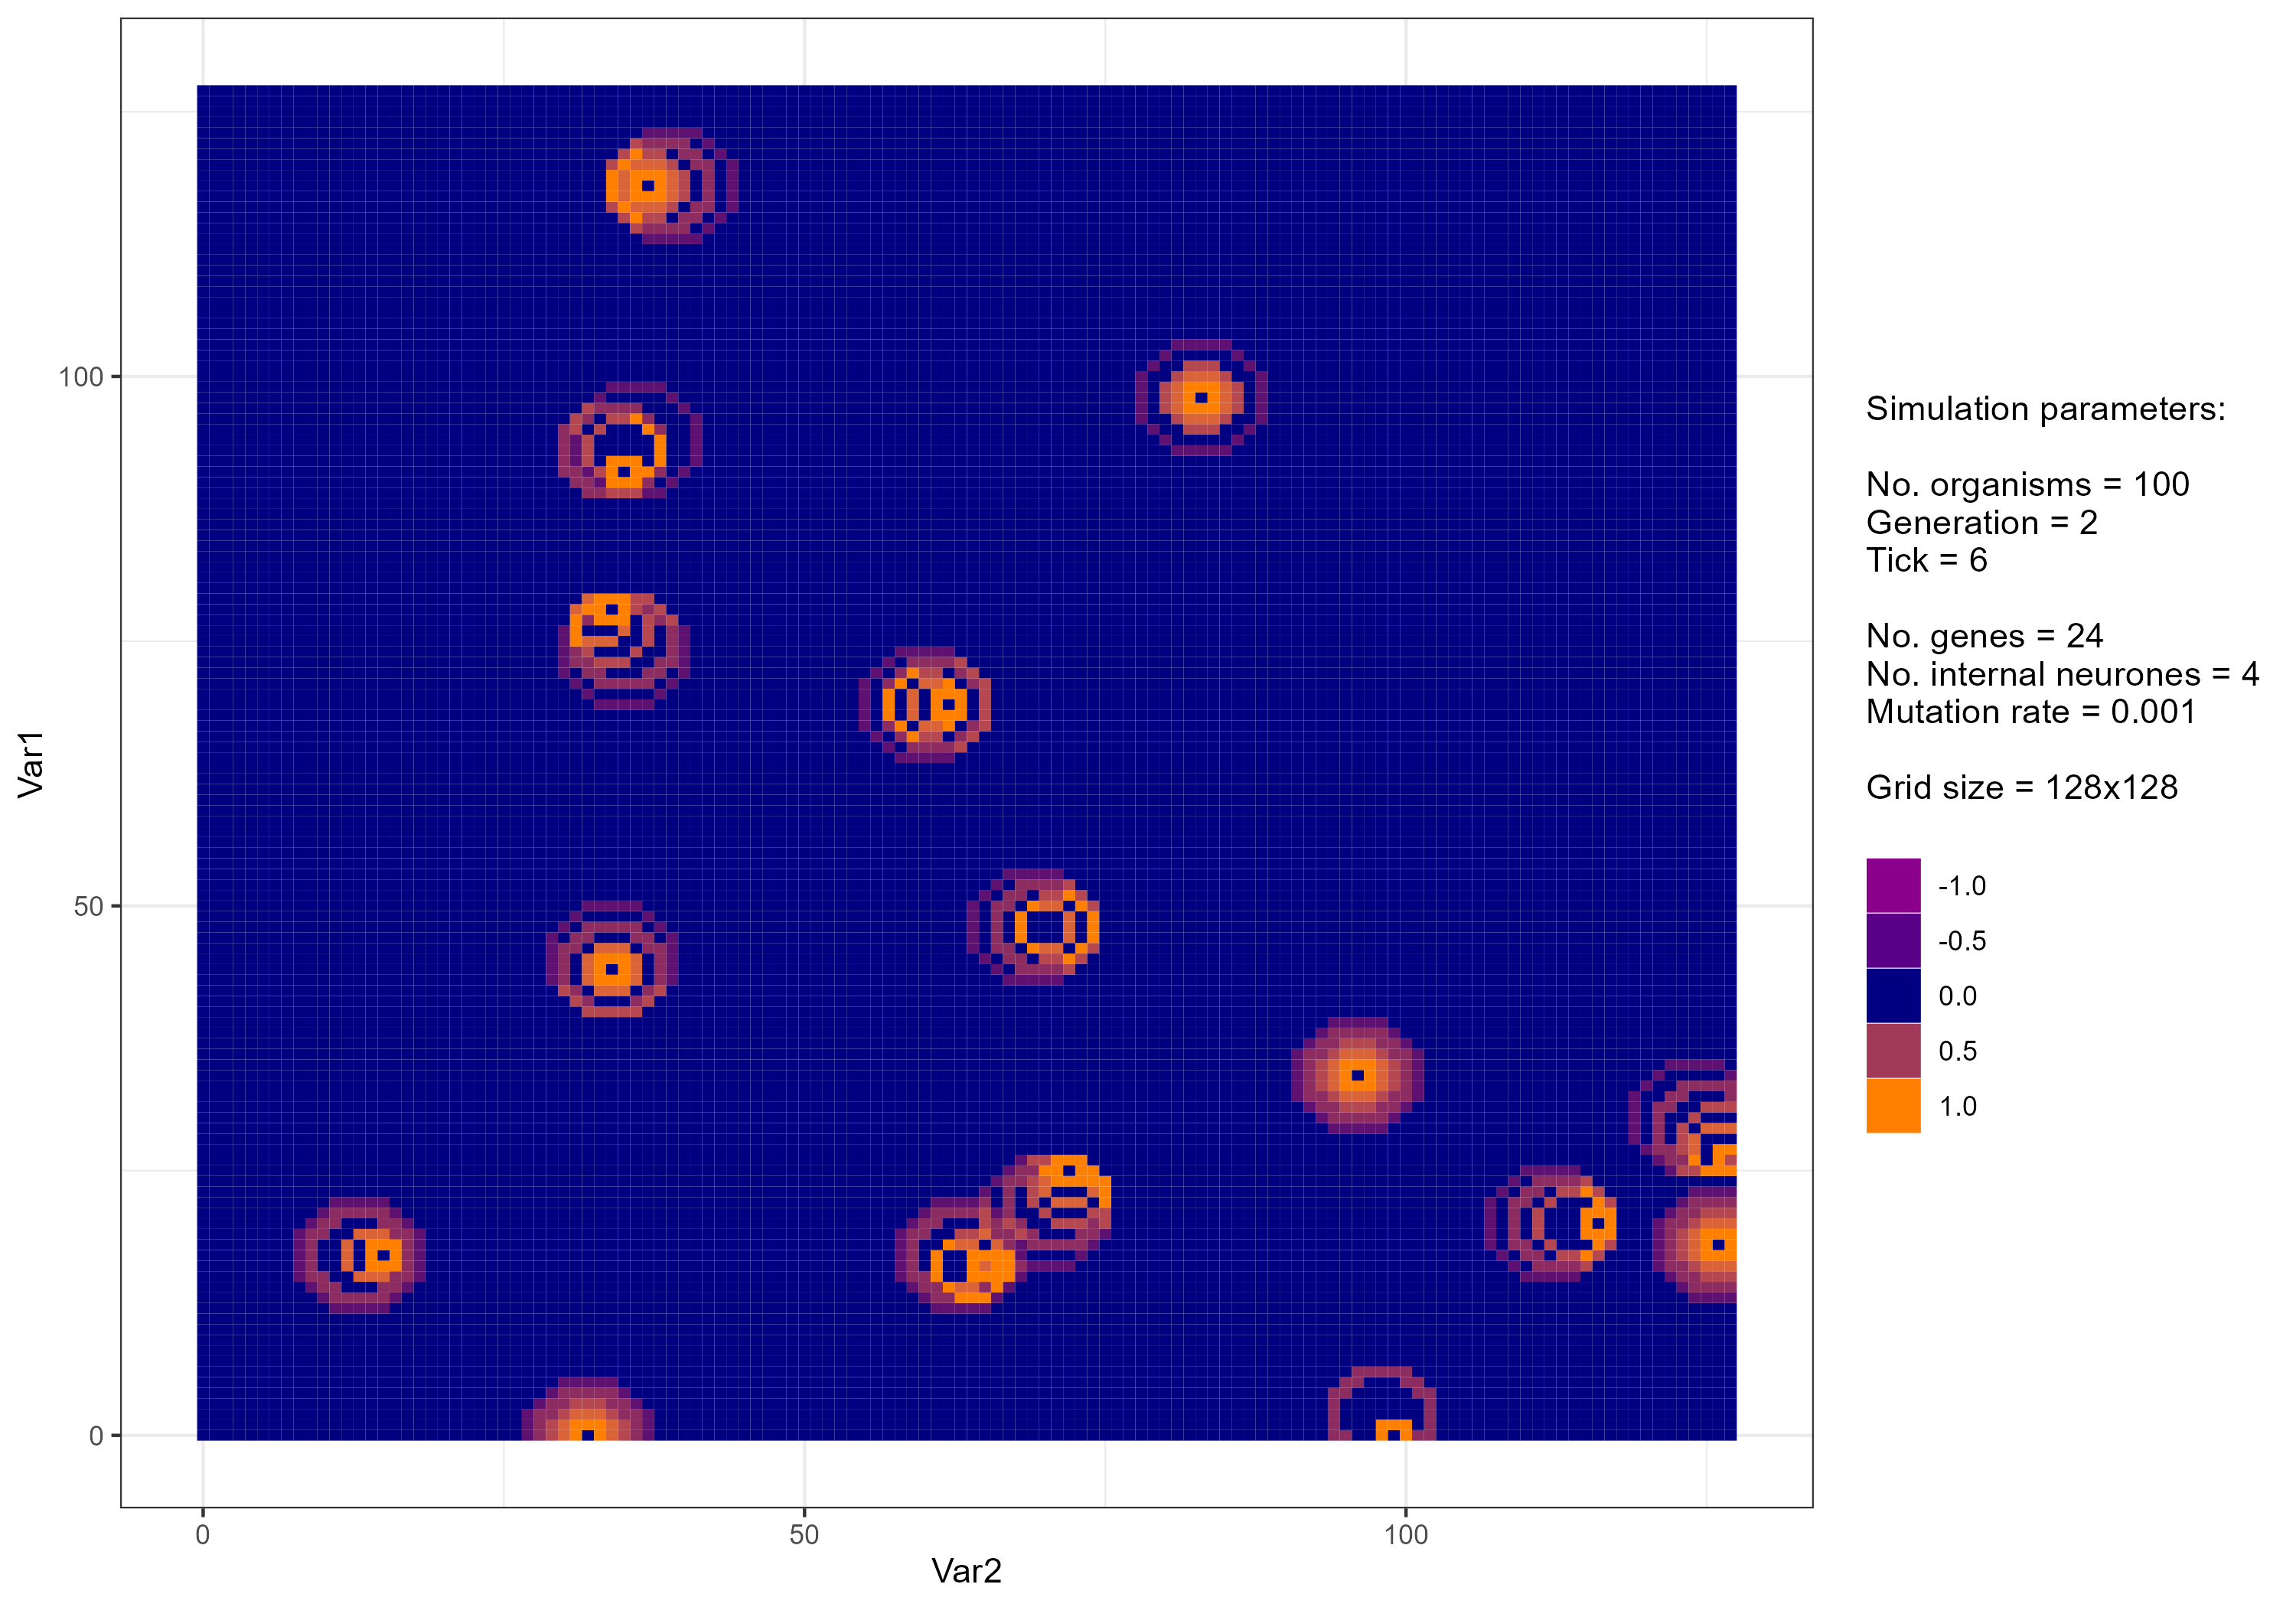 Var1
100
50
0
0
50
100
Var2
Simulation parameters:
No. organisms = 100
Generation = 2
Tick = 6
No. genes = 24
No. internal neurones = 4
Mutation rate = 0.001
Grid size = 128x128
-1.0
-0.5
0.0
0.5
1.0